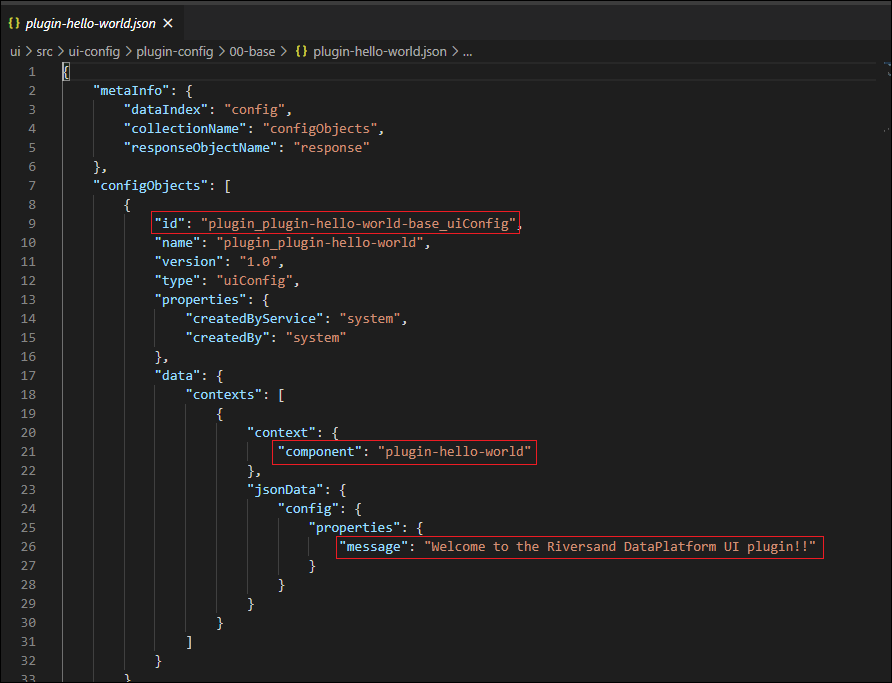 {} plugin-hello-world.json ×
ui > src > ui-config > plugin-config > 00-base > {} plugin-hello-world.json > ...
1 {
2 "metaInfo": {
3 "dataIndex": "config",
4 "collectionName": "configObjects",
5 "responseObjectName": "response"
6 },
7 "configObjects": [
8 {
9 "id": "plugin_plugin-hello-world-base_uiConfig",
10 "name": "plugin_plugin-hello-world",
11 "version": "1.0",
12 "type": "uiConfig",
13 "properties": {
14 "createdByService": "system",
15 "createdBy": "system"
16 },
17 "data": {
18 "contexts": [
19 {
20 "context": {
21 "component": "plugin-hello-world"
22 },
23 "jsonData": {
24 "config": {
25 "properties": {
26 "message": "Welcome to the Riversand DataPlatform UI plugin!!"
27 }
28 }
29 }
30 }
31 ]
32 }
33 }